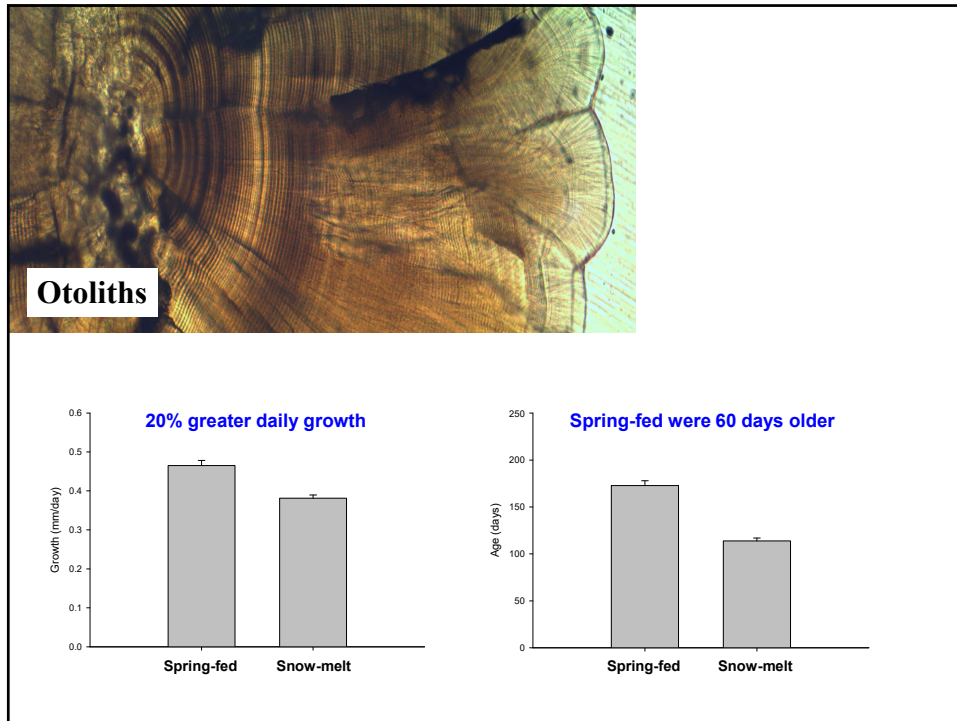 Otoliths
20% greater daily growth
0.6
0.5
0.4
0.3
0.2
0.1
0.0
Growth (mm/day)
Spring-fed Snow-melt
Spring-fed were 60 days older
250
200
150
100
50
0
Age (days)
Spring-fed Snow-melt